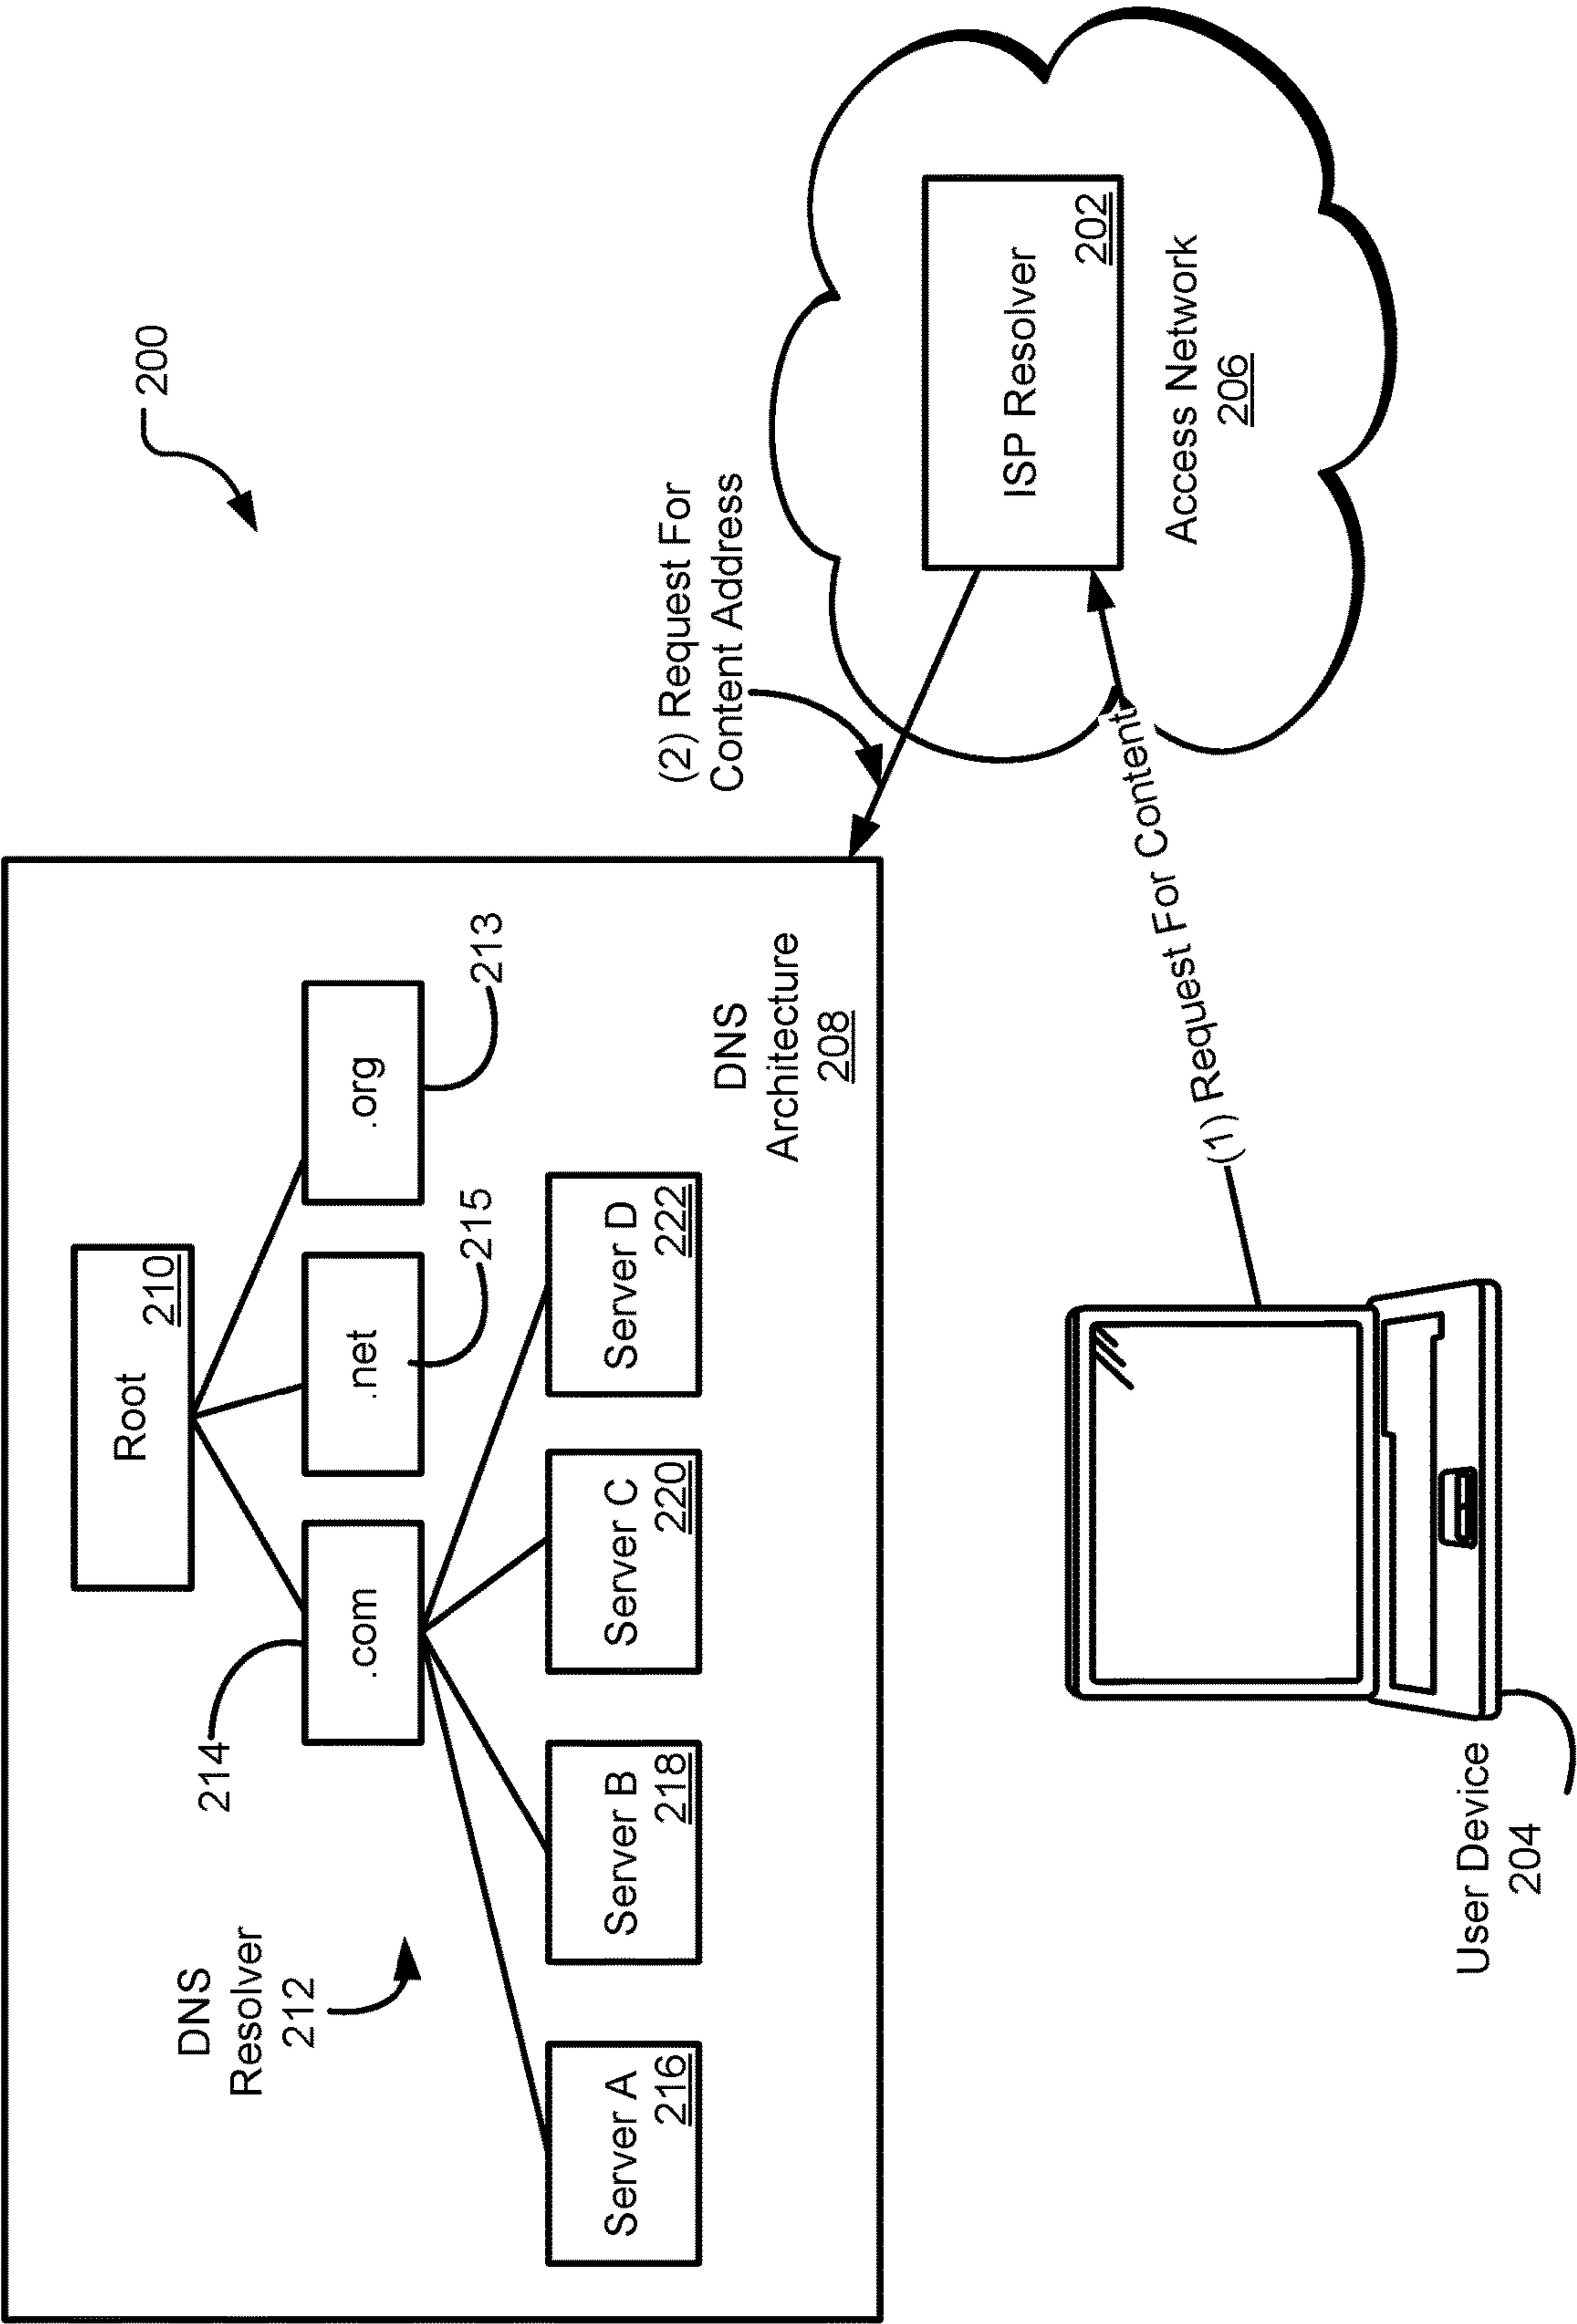 200
Root
210
214
.com
.net
.org
215
213
DNS
Resolver
212
Server A
216
Server B
218
Server C
220
Server D
222
DNS
Architecture
208
(2) Request For
Content Address
ISP Resolver
202
Access Network
206
(1) Request For Content
User Device
204